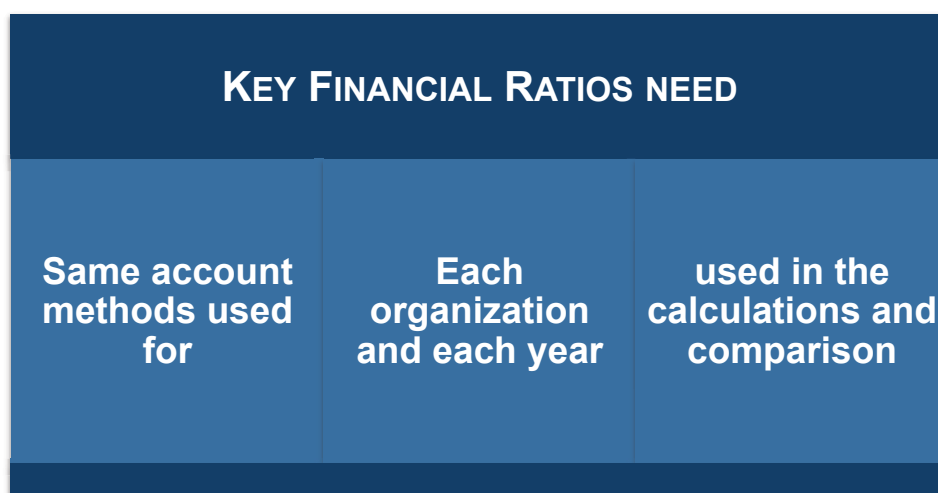 KEY FINANCIAL RATIOS NEED
Same account
methods used
for
Each
organization
and each year
used in the
calculations and
comparison